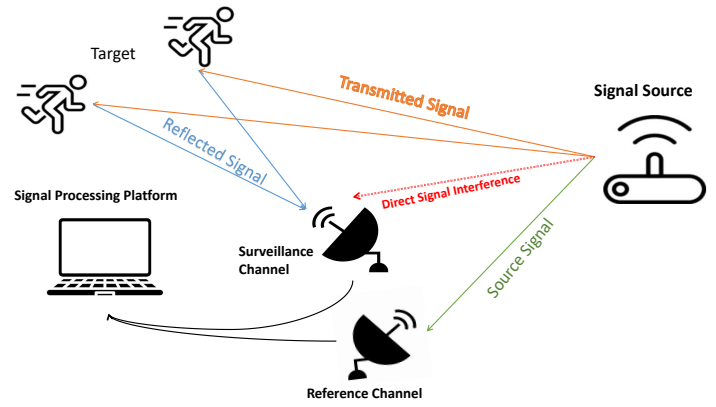 Target
Transmitted Signal
Signal Source
Reflected Signal
Direct Signal Interference
Signal Processing Platform
Surveillance
Channel
Source Signal
Reference Channel